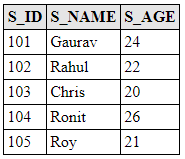 S_ID S_NAME S_AGE
101 Gaurav 24
102 Rahul 22
103 Chris 20
104 Ronit 26
105 Roy 21